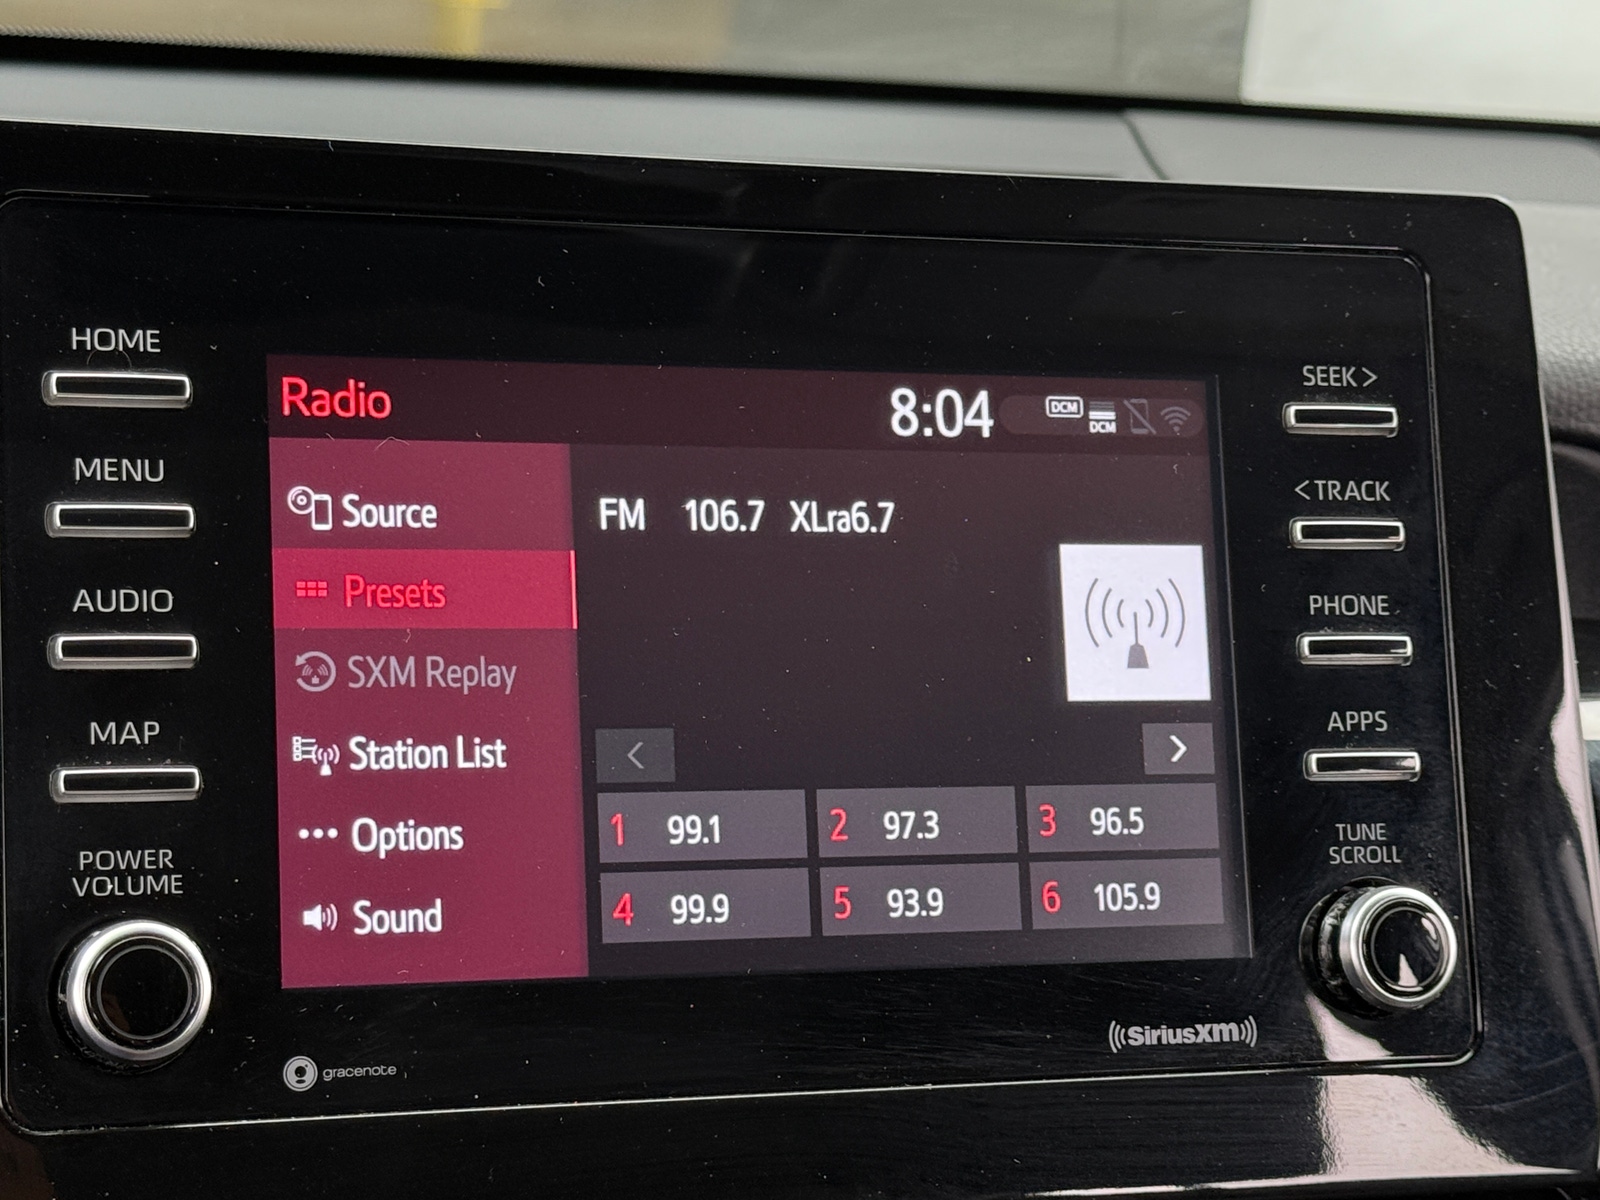 HOME
MENU
AUDIO
MAP
POWER
VOLUME
Radio
8:04
DCM
DCM
Source
Presets
SXM Replay
Station List
Options
Sound
FM 106.7 XLra6.7
<
>
1 99.1
2 97.3
3 96.5
4 99.9
5 93.9
6 105.9
SEEK >
< TRACK
PHONE
APPS
TUNE
SCROLL
gracenote
SiriusXM